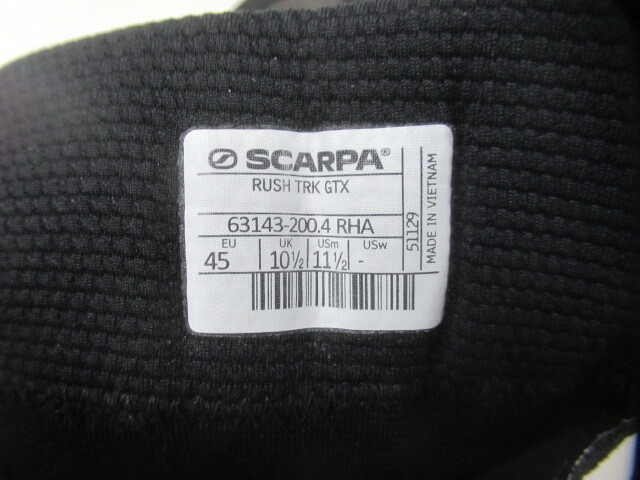 SCARPA®
RUSH TRK GTX
63143-200.4 RHA
EU UK USm USw
45 10½ 11½ -
51129
MADE IN VIETNAM